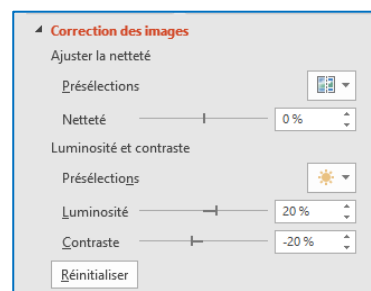 Correction des images
Ajuster la netteté
Présélections
Netteté 0 %
Luminosité et contraste
Présélections
Luminosité 20 %
Contraste -20 %
Réinitialiser